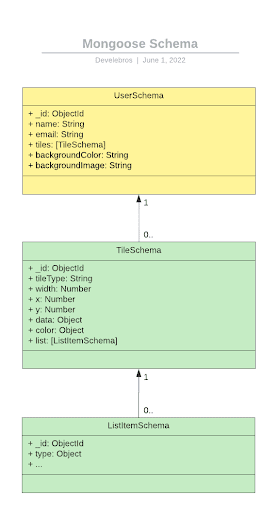 Mongoose Schema
Develebros | June 1, 2022
UserSchema
+ _id: ObjectId
+ name: String
+ email: String
+ tiles: [TileSchema]
+ backgroundColor: String
+ backgroundImage: String
1
0..
TileSchema
+ _id: ObjectId
+ tileType: String
+ width: Number
+ x: Number
+ y: Number
+ data: Object
+ color: Object
+ list: [ListItemSchema]
1
0..
ListItemSchema
+ _id: ObjectId
+ type: Object
+ ...